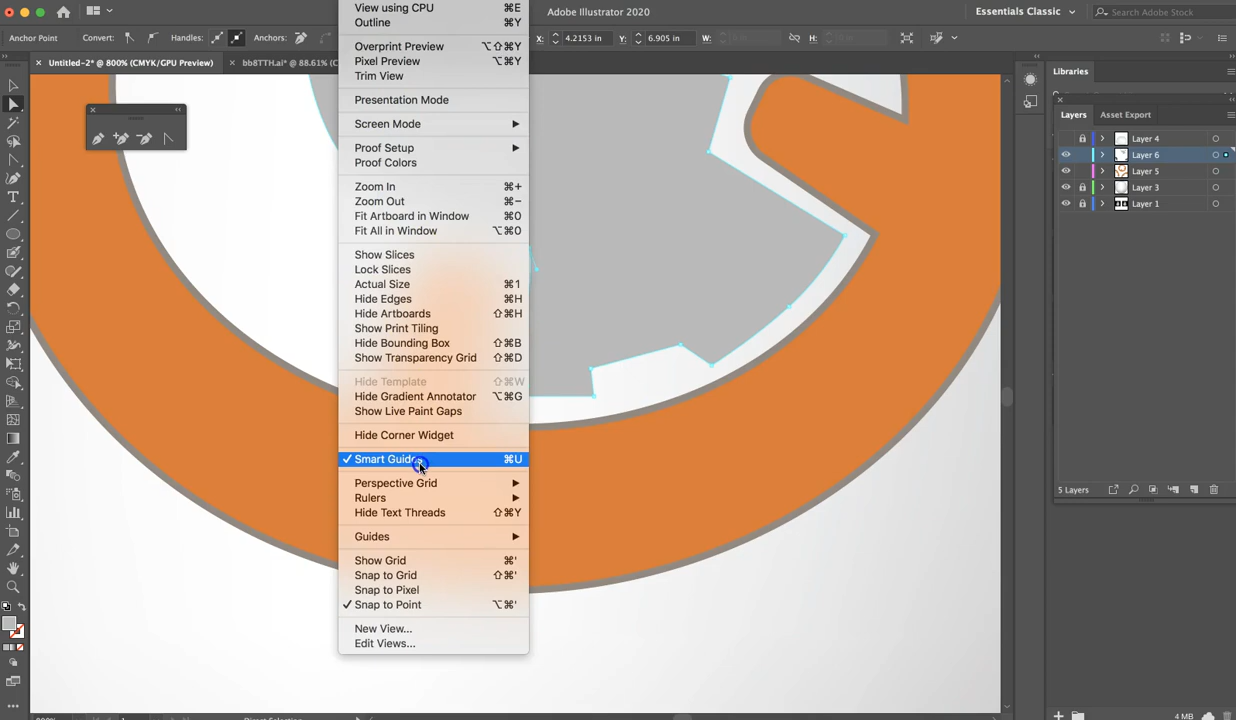 View using CPU ⌘E
Adobe Illustrator 2020
Essentials Classic
Search Adobe Stock
Outline ⌘Y
Anchor Point
Convert:
Handles:
Anchors:
X: 4.2153 in
Y: 6.905 in
W:
H:
Overprint Preview ⌥⇧⌘Y
Untitled-2* @ 800% (CMYK/GPU Preview)
bb8TTH.ai* @ 88.61% (C
Pixel Preview ⌥⌘Y
Trim View
Presentation Mode
Screen Mode
Proof Setup
Proof Colors
Zoom In ⌘+
Zoom Out ⌘-
Fit Artboard in Window ⌘0
Fit All in Window ⌥⌘0
Show Slices
Lock Slices
Actual Size ⌘1
Hide Edges ⌘H
Hide Artboards ⇧⌘H
Show Print Tiling
Hide Bounding Box ⇧⌘B
Show Transparency Grid ⇧⌘D
Hide Template ⇧⌘W
Hide Gradient Annotator ⌥⌘G
Show Live Paint Gaps
Hide Corner Widget
✓ Smart Guide ⌘U
Perspective Grid
Rulers
Hide Text Threads ⇧⌘Y
Guides
Show Grid ⌘'
Snap to Grid ⇧⌘'
Snap to Pixel
✓ Snap to Point ⌥⌘'
New View...
Edit Views...
Libraries
Layers
Asset Export
Layer 4
Layer 6
Layer 5
Layer 3
Layer 1
5 Layers
4 MB
800%
1
Direct Selection